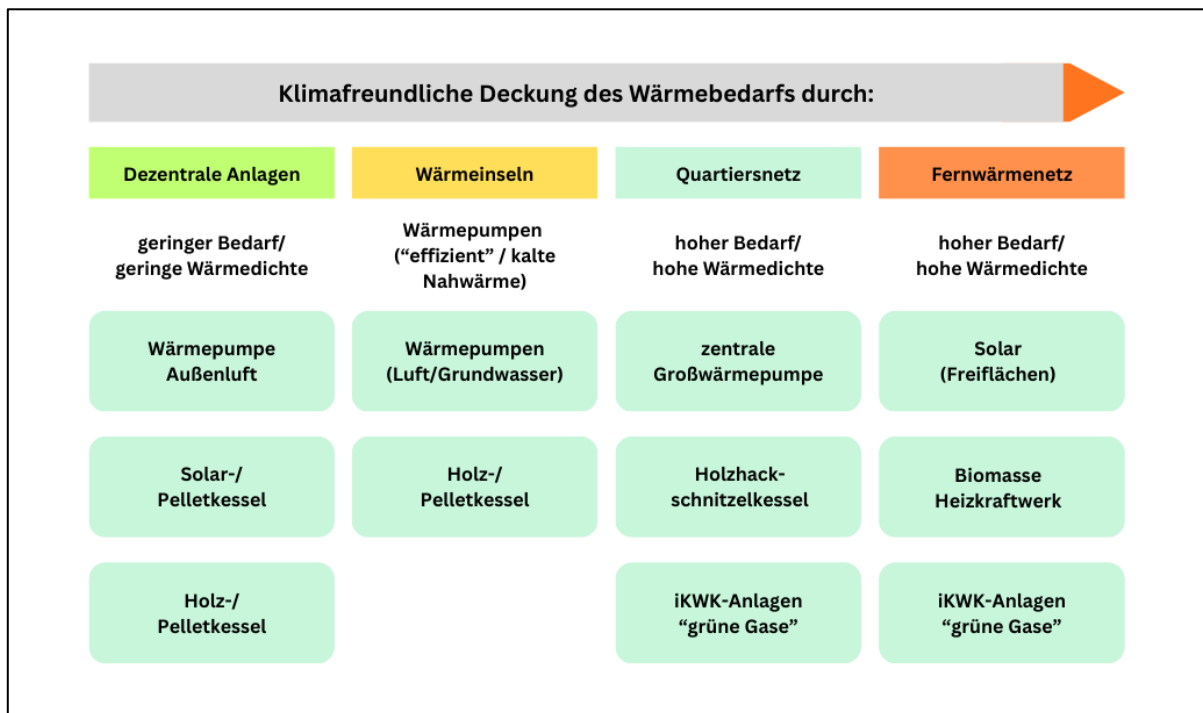 Klimafreundliche Deckung des Wärmebedarfs durch:
Dezentrale Anlagen
geringer Bedarf/
geringe Wärmedichte
Wärmepumpe
Außenluft
Solar-/
Pelletkessel
Holz-/
Pelletkessel
Wärmeinseln
Wärmepumpen
(“effizient” / kalte
Nahwärme)
Wärmepumpen
(Luft/Grundwasser)
Holz-/
Pelletkessel
Quartiersnetz
hoher Bedarf/
hohe Wärmedichte
zentrale
Großwärmepumpe
Holzhack-
schnitzelkessel
iKWK-Anlagen
“grüne Gase”
Fernwärmenetz
hoher Bedarf/
hohe Wärmedichte
Solar
(Freiflächen)
Biomasse
Heizkraftwerk
iKWK-Anlagen
“grüne Gase”